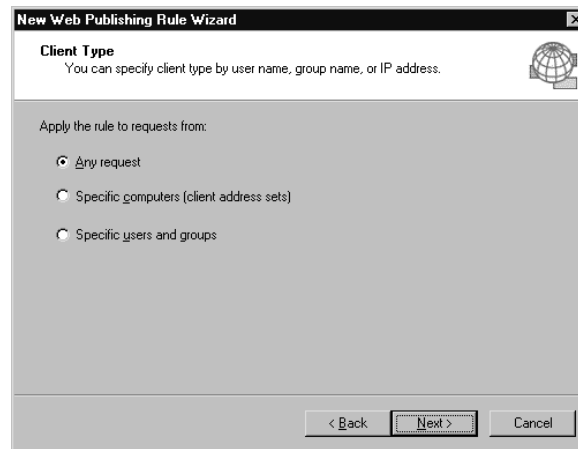 New Web Publishing Rule Wizard
Client Type
You can specify client type by user name, group name, or IP address.
Apply the rule to requests from:
Any request
Specific computers (client address sets)
Specific users and groups
< Back
Next >
Cancel